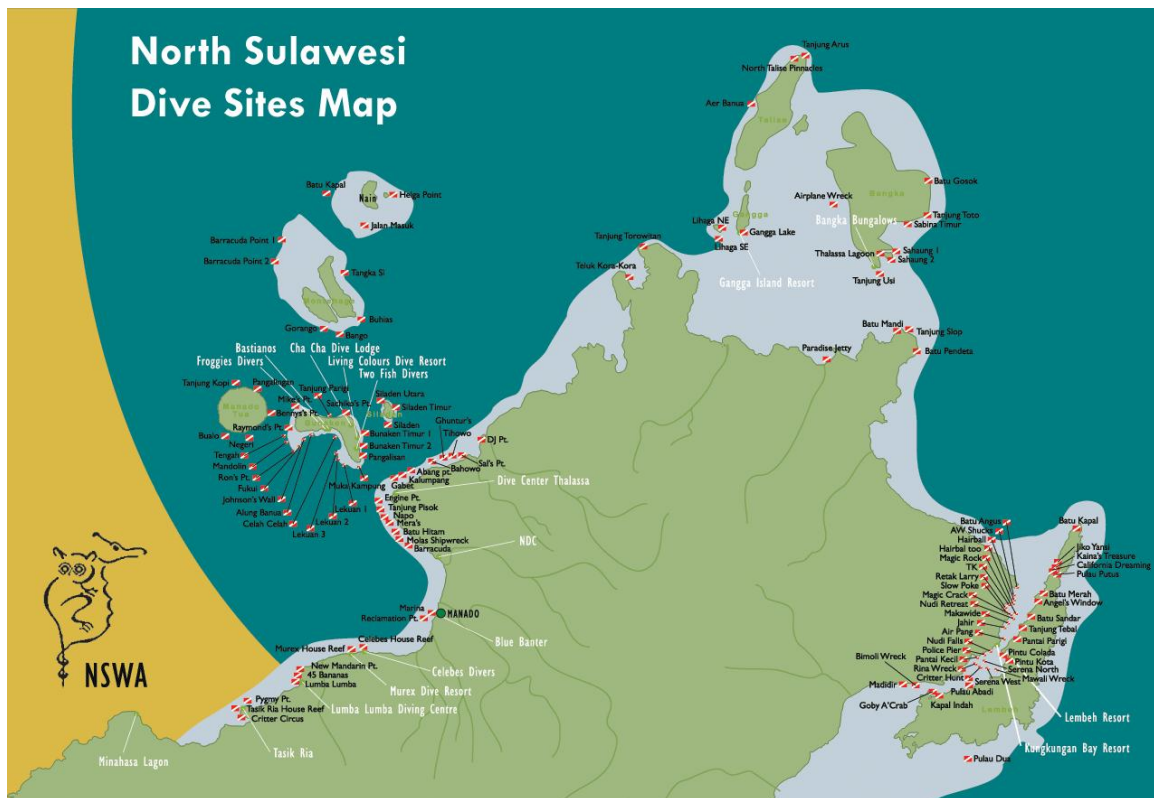 North Sulawesi
Dive Sites Map
Tanjung Arus
North Talise Pinnacles
Aer Banua
Talise
Batu Kapal
Nain
Helga Point
Jalan Masuk
Airplane Wreck
Bangka
Batu Gosok
Bangka Bungalows
Tanjung Toto
Sabina Timur
Lihaga NE
Gangga
Gangga Lake
Lihaga SE
Barracuda Point 1
Barracuda Point 2
Tangka Sl
Tanjung Torowitan
Teluk Kora-Kora
Thalassa Lagoon
Sahaung 1
Sahaung 2
Gangga Island Resort
Tanjung Usi
Gorango
Bango
Buhias
Batu Mandi
Tanjung Slop
Paradise Jetty
Batu Pendeta
Bastianos
Cha Cha Dive Lodge
Froggies Divers
Living Colours Dive Resort
Two Fish Divers
Tanjung Kopi
Pangalingan
Tanjung Parigi
Mike's Pt.
Sachiko's Pt.
Siladen Utara
Siladen Timur
Manado
Tua
Bennys's Pt.
Raymond's Pt.
Siladen
Bualo
Negeri
Bunaken Timur 1
Bunaken Timur 2
Pangalisan
Ghuntur's
Tihowo
DJ Pt.
Tengah
Mandolin
Ron's Pt.
Fukui
Johnson's Wall
Alung Banua
Celah Celah
Lekuan 3
Lekuan 2
Lekuan 1
Muka Kampung
Sal's Pt.
Bahowo
Abang pt.
Kalumpang
Gabet
Dive Center Thalassa
Engine Pt.
Tanjung Pisok
Napo
Mera's
Batu Hitam
Molas Shipwreck
Barracuda
NDC
Marina
Reclamation Pt.
MANADO
Blue Banter
Celebes House Reef
Murex House Reef
Celebes Divers
New Mandarin Pt.
45 Bananas
Lumba Lumba
Murex Dive Resort
Lumba Lumba Diving Centre
Pygmy Pt.
Tasik Ria House Reef
Critter Circus
Tasik Ria
Minahasa Lagon
NSWA
Batu Angus
AW Shucks
Hairball
Hairbal too
Magic Rock
TK
Retak Larry
Slow Poke
Magic Crack
Nudi Retreat
Makawide
Jahir
Air Pang
Nudi Falls
Police Pier
Pantai Kecil
Rina Wreck
Critter Hunt
Bimoli Wreck
Madidir
Goby A'Crab
Kapal Indah
Pulau Abadi
Serena West
Batu Kapal
Jiko Yansi
Kaina's Treasure
California Dreaming
Pulau Putus
Batu Merah
Angel's Window
Batu Sandar
Tanjung Tebal
Pantai Parigi
Pintu Colada
Pintu Kota
Serena North
Mawali Wreck
Lembeh
Lembeh Resort
Kungkungan Bay Resort
Pulau Dua